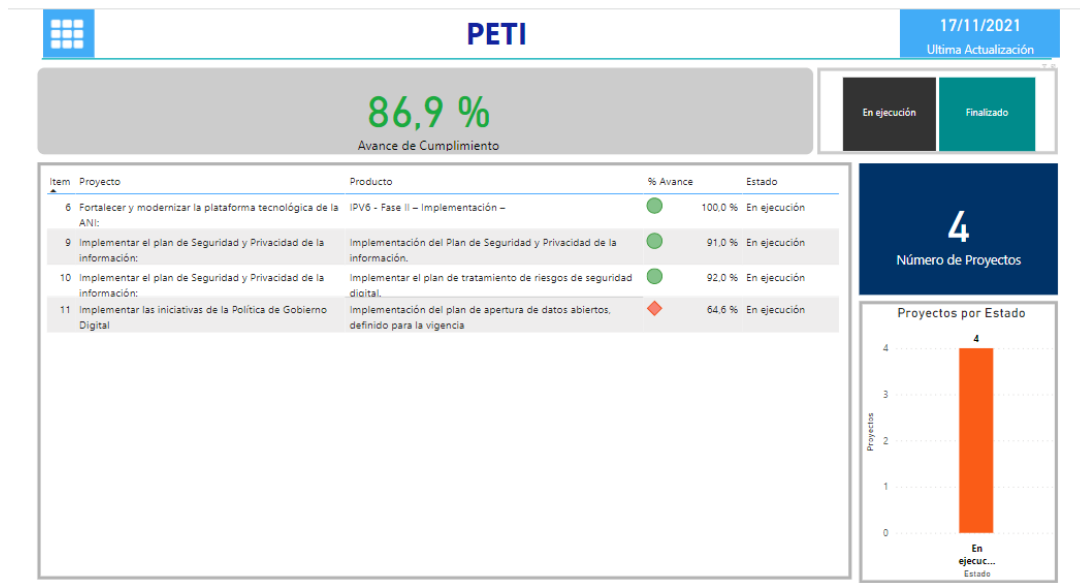 PETI
17/11/2021
Ultima Actualización
86,9 %
Avance de Cumplimiento
En ejecución
Finalizado
Item Proyecto Producto % Avance Estado
6 Fortalecer y modernizar la plataforma tecnológica de la ANI: IPV6 - Fase II – Implementación – 100,0 % En ejecución
9 Implementar el plan de Seguridad y Privacidad de la información: Implementación del Plan de Seguridad y Privacidad de la información. 91,0 % En ejecución
10 Implementar el plan de Seguridad y Privacidad de la información: Implementar el plan de tratamiento de riesgos de seguridad digital. 92,0 % En ejecución
11 Implementar las iniciativas de la Política de Gobierno Digital Implementación del plan de apertura de datos abiertos, definido para la vigencia 64,6 % En ejecución
4
Número de Proyectos
Proyectos por Estado
4
4
3
2
1
0
Proyectos
En
ejecuc...
Estado